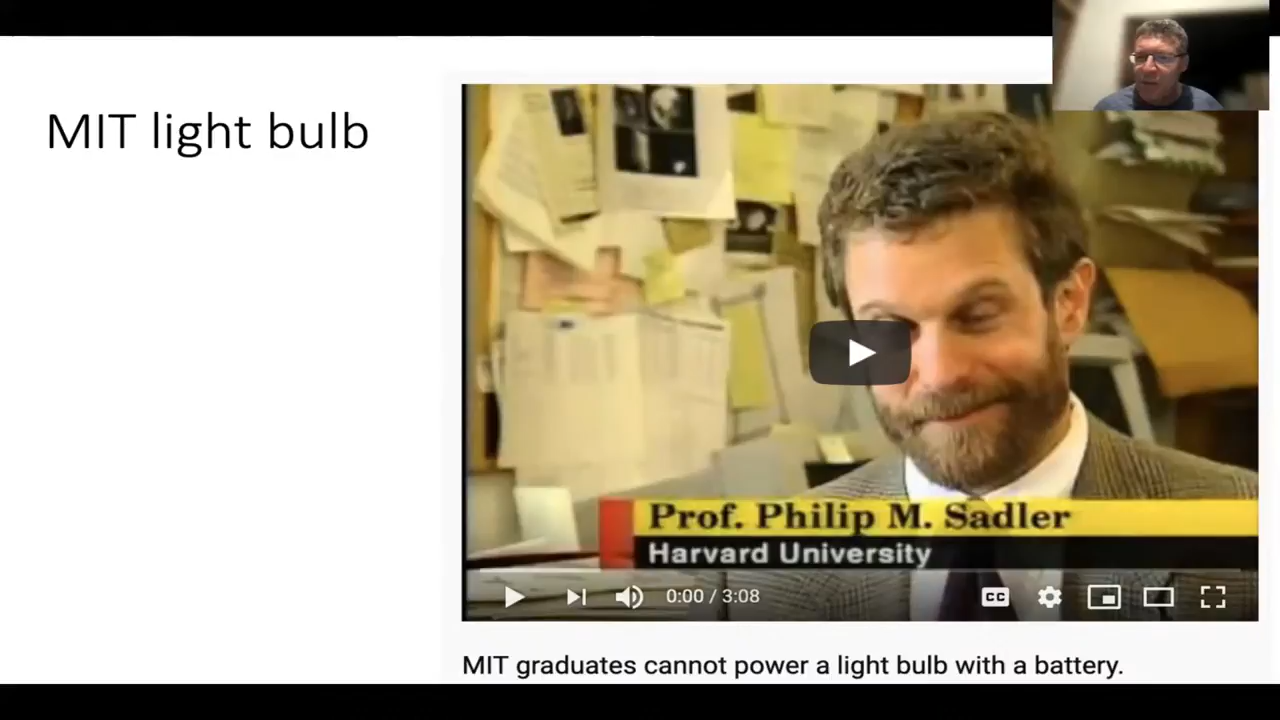 MIT light bulb
Prof. Philip M. Sadler
Harvard University
0:00 / 3:08
CC
MIT graduates cannot power a light bulb with a battery.